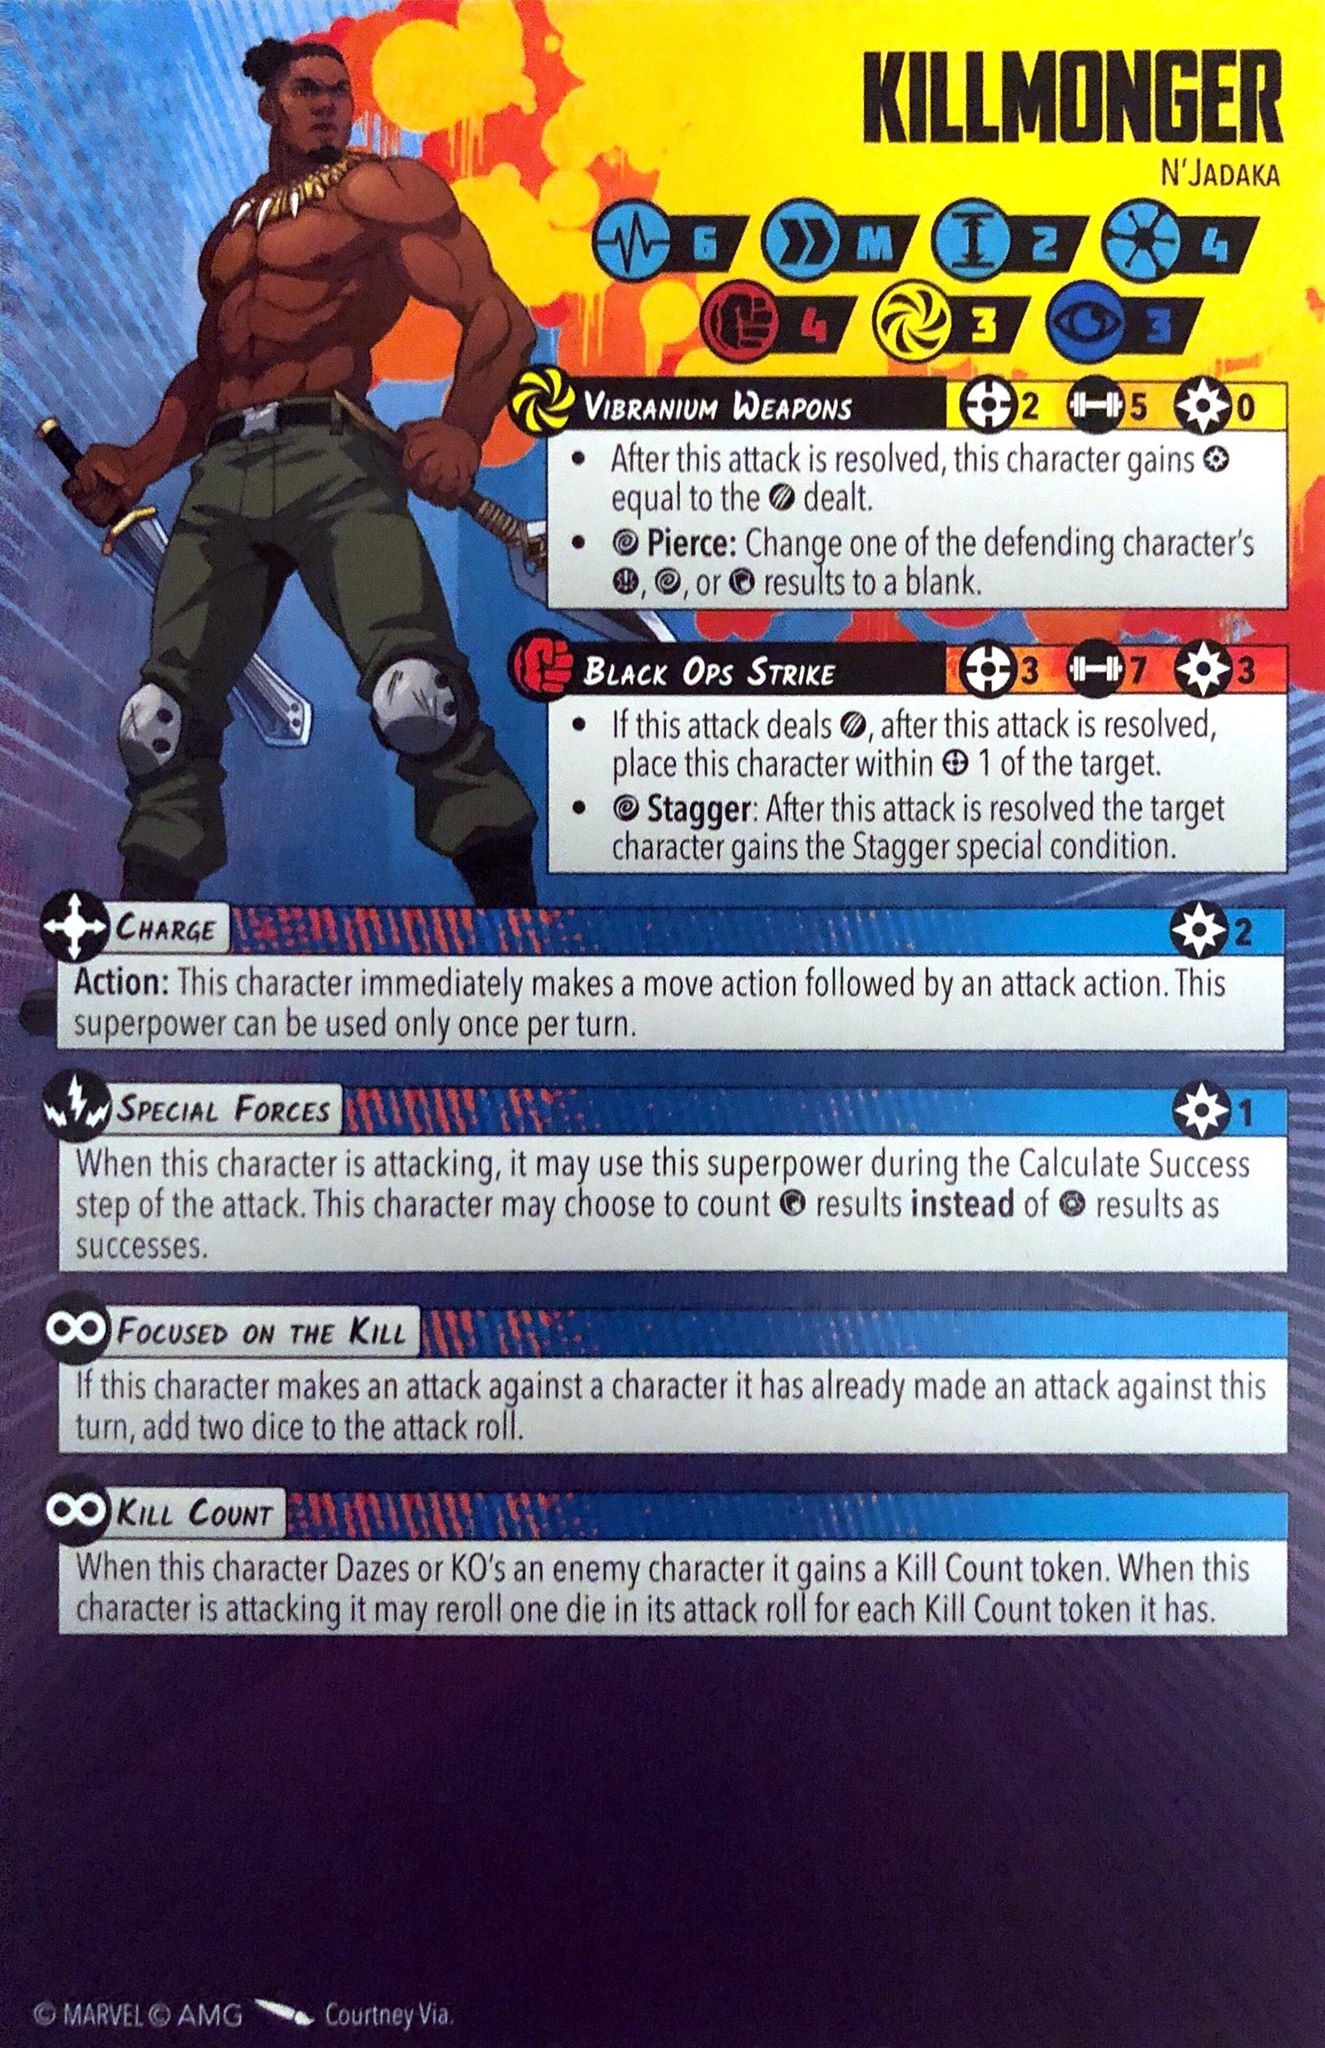 KILLMONGER
N'JADAKA
6 M 2 4
4 3 3
VIBRANIUM WEAPONS 2 5 0
• After this attack is resolved, this character gains
equal to the dealt.
• Pierce: Change one of the defending character's
, , or results to a blank.
BLACK OPS STRIKE 3 7 3
• If this attack deals , after this attack is resolved,
place this character within 1 of the target.
• Stagger: After this attack is resolved the target
character gains the Stagger special condition.
CHARGE 2
Action: This character immediately makes a move action followed by an attack action. This
superpower can be used only once per turn.
SPECIAL FORCES 1
When this character is attacking, it may use this superpower during the Calculate Success
step of the attack. This character may choose to count results instead of results as
successes.
FOCUSED ON THE KILL
If this character makes an attack against a character it has already made an attack against this
turn, add two dice to the attack roll.
KILL COUNT
When this character Dazes or KO's an enemy character it gains a Kill Count token. When this
character is attacking it may reroll one die in its attack roll for each Kill Count token it has.
© MARVEL © AMG Courtney Via.